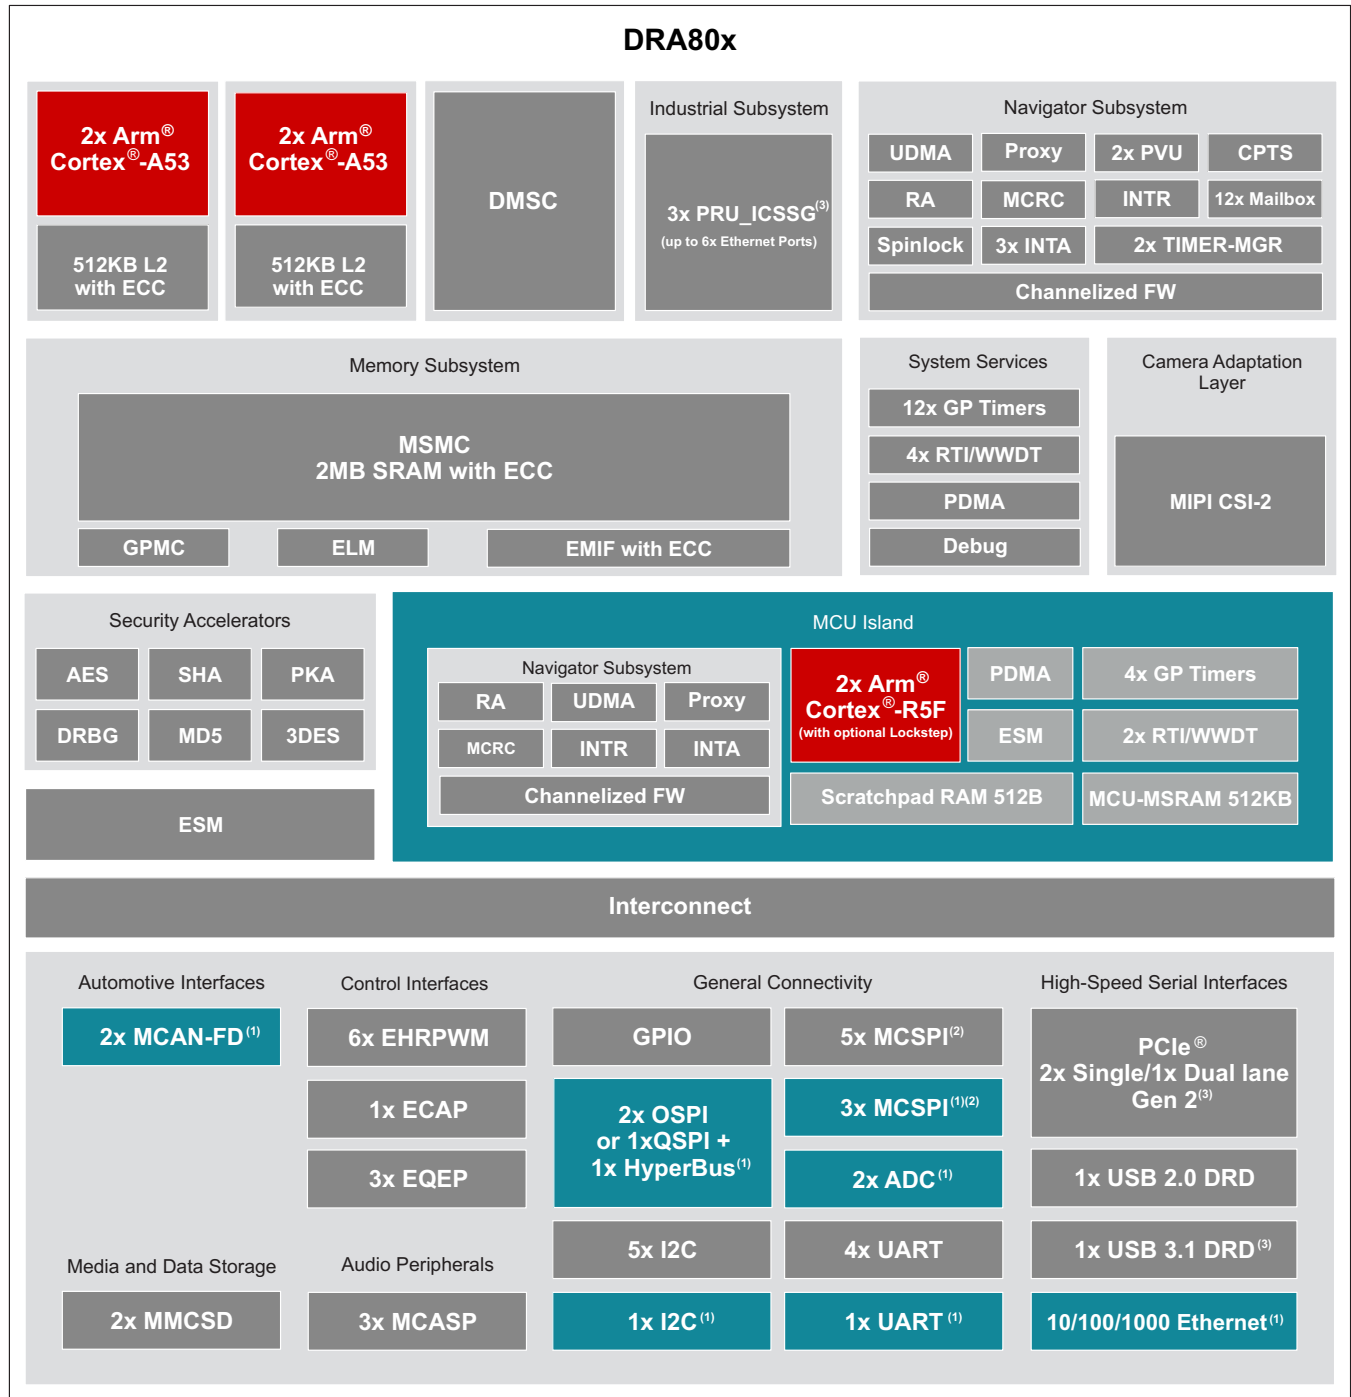 DRA80x
2x Arm®
Cortex®-A53
512KB L2
with ECC
2x Arm®
Cortex®-A53
512KB L2
with ECC
DMSC
Industrial Subsystem
3x PRU_ICSSG(3)
(up to 6x Ethernet Ports)
Navigator Subsystem
UDMA
Proxy
2x PVU
CPTS
RA
MCRC
INTR
12x Mailbox
Spinlock
3x INTA
2x TIMER-MGR
Channelized FW
Memory Subsystem
MSMC
2MB SRAM with ECC
GPMC
ELM
EMIF with ECC
System Services
12x GP Timers
4x RTI/WWDT
PDMA
Debug
Camera Adaptation
Layer
MIPI CSI-2
Security Accelerators
AES
SHA
PKA
DRBG
MD5
3DES
ESM
MCU Island
Navigator Subsystem
RA
UDMA
Proxy
MCRC
INTR
INTA
Channelized FW
2x Arm®
Cortex®-R5F
(with optional Lockstep)
PDMA
4x GP Timers
ESM
2x RTI/WWDT
Scratchpad RAM 512B
MCU-MSRAM 512KB
Interconnect
Automotive Interfaces
2x MCAN-FD(1)
Media and Data Storage
2x MMCSD
Control Interfaces
6x EHRPWM
1x ECAP
3x EQEP
Audio Peripherals
3x MCASP
General Connectivity
GPIO
5x MCSPI(2)
2x OSPI
or 1xQSPI +
1x HyperBus(1)
3x MCSPI(1)(2)
2x ADC(1)
5x I2C
4x UART
1x I2C(1)
1x UART(1)
High-Speed Serial Interfaces
PCIe®
2x Single/1x Dual lane
Gen 2(3)
1x USB 2.0 DRD
1x USB 3.1 DRD(3)
10/100/1000 Ethernet(1)